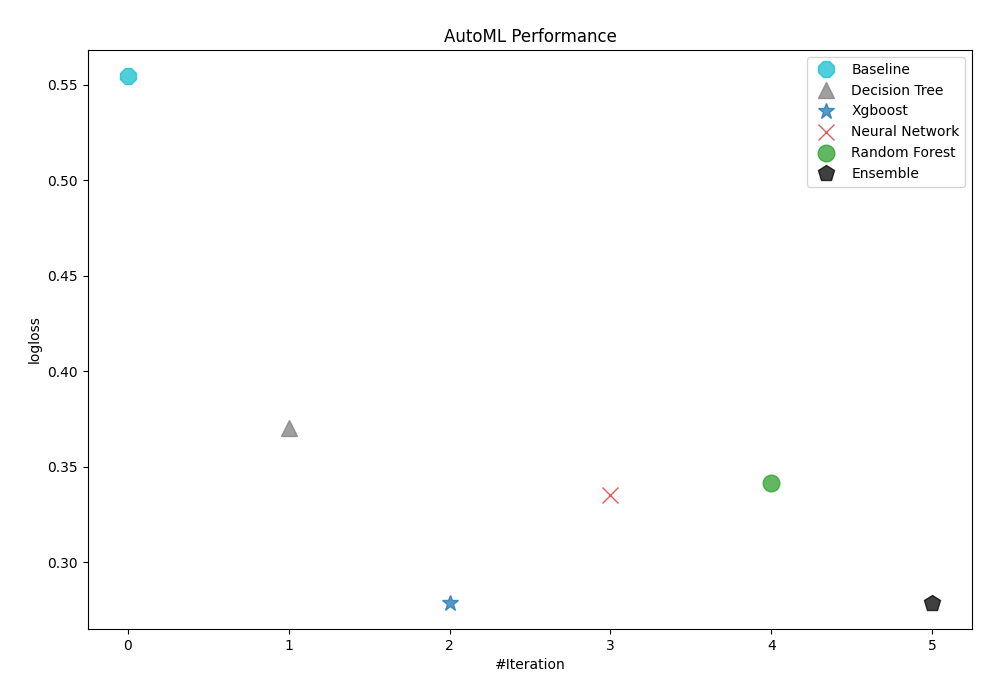 AutoML Performance
Baseline
Decision Tree
Xgboost
Neural Network
Random Forest
Ensemble
0.55
0.50
0.45
0.40
0.35
0.30
logloss
0 1 2 3 4 5
#Iteration